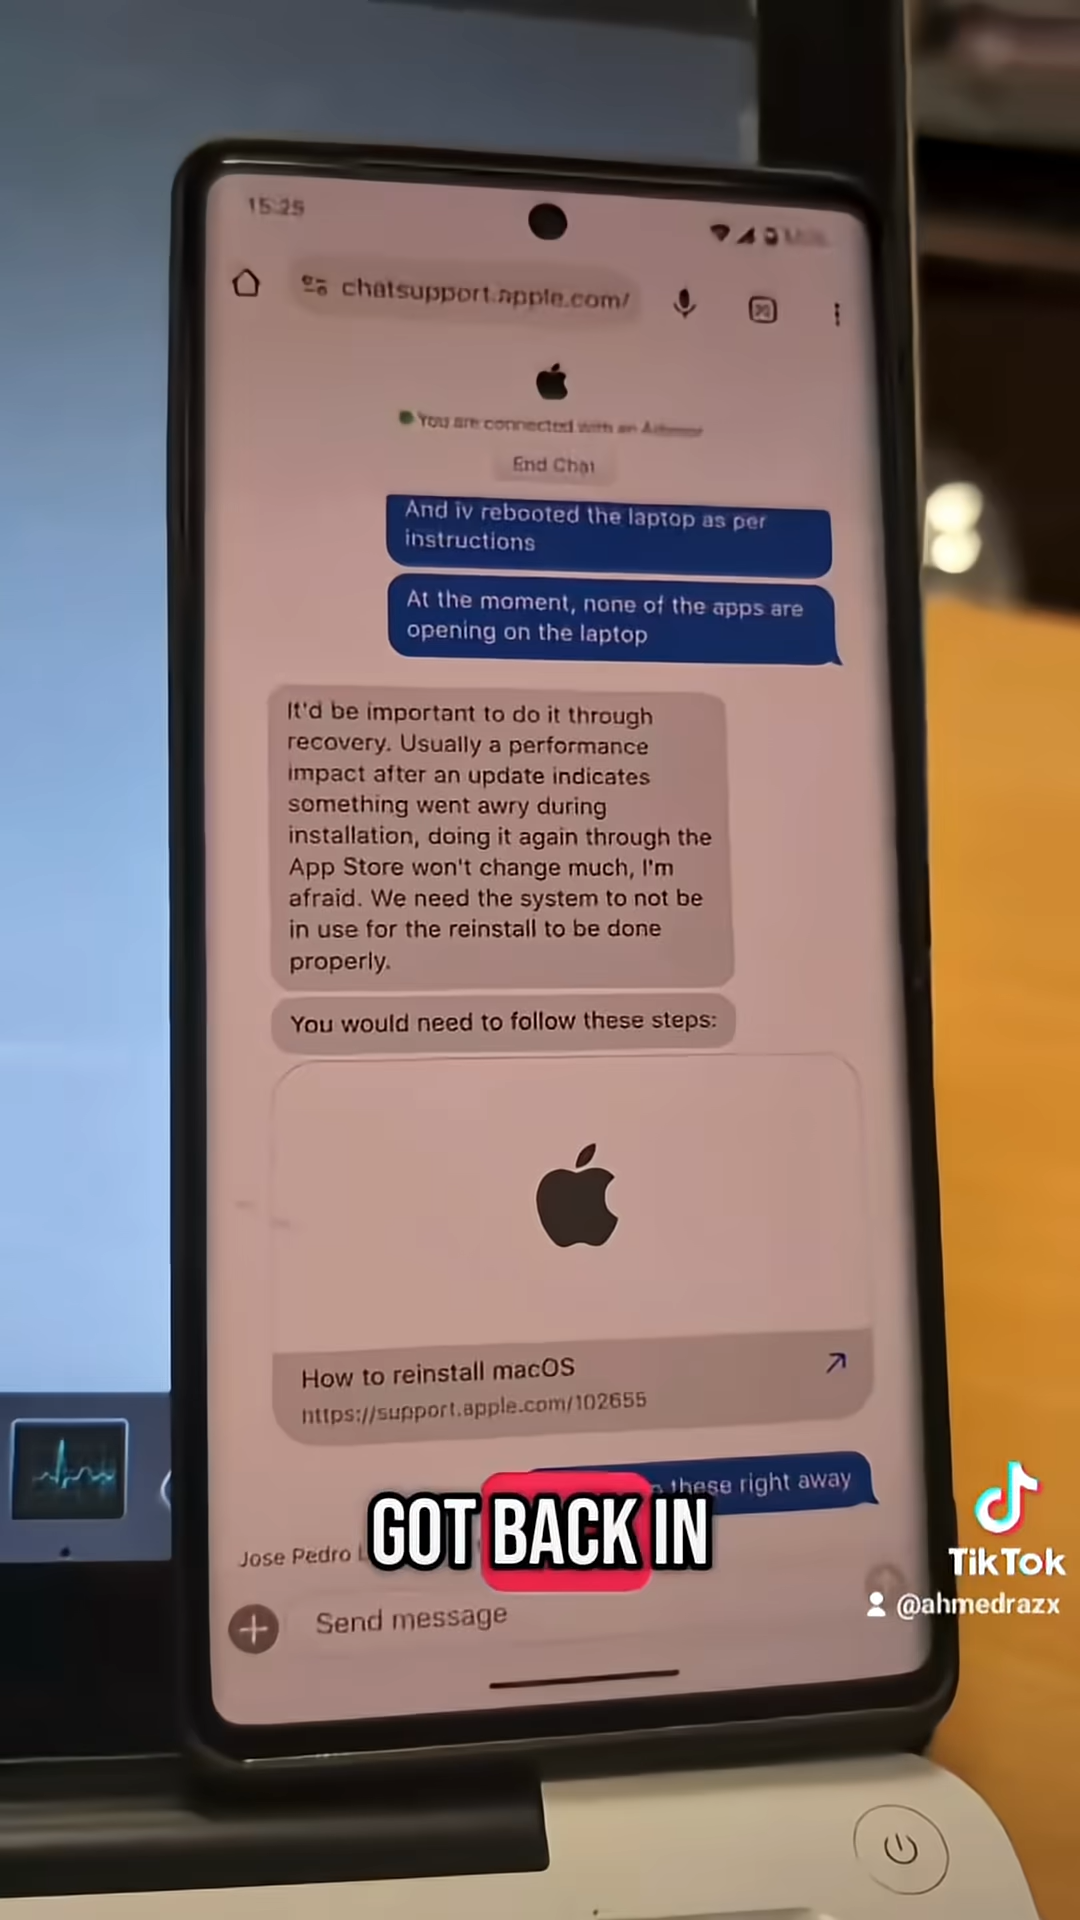 15:25
chatsupport.apple.com/
You are connected with an
End Chat
And iv rebooted the laptop as per
instructions
At the moment, none of the apps are
opening on the laptop
It'd be important to do it through
recovery. Usually a performance
impact after an update indicates
something went awry during
installation, doing it again through the
App Store won't change much, I'm
afraid. We need the system to not be
in use for the reinstall to be done
properly.
You would need to follow these steps:
How to reinstall macOS
https://support.apple.com/102655
these right away
GOT BACK IN
Jose Pedro
Send message
TikTok
@ahmedrazx